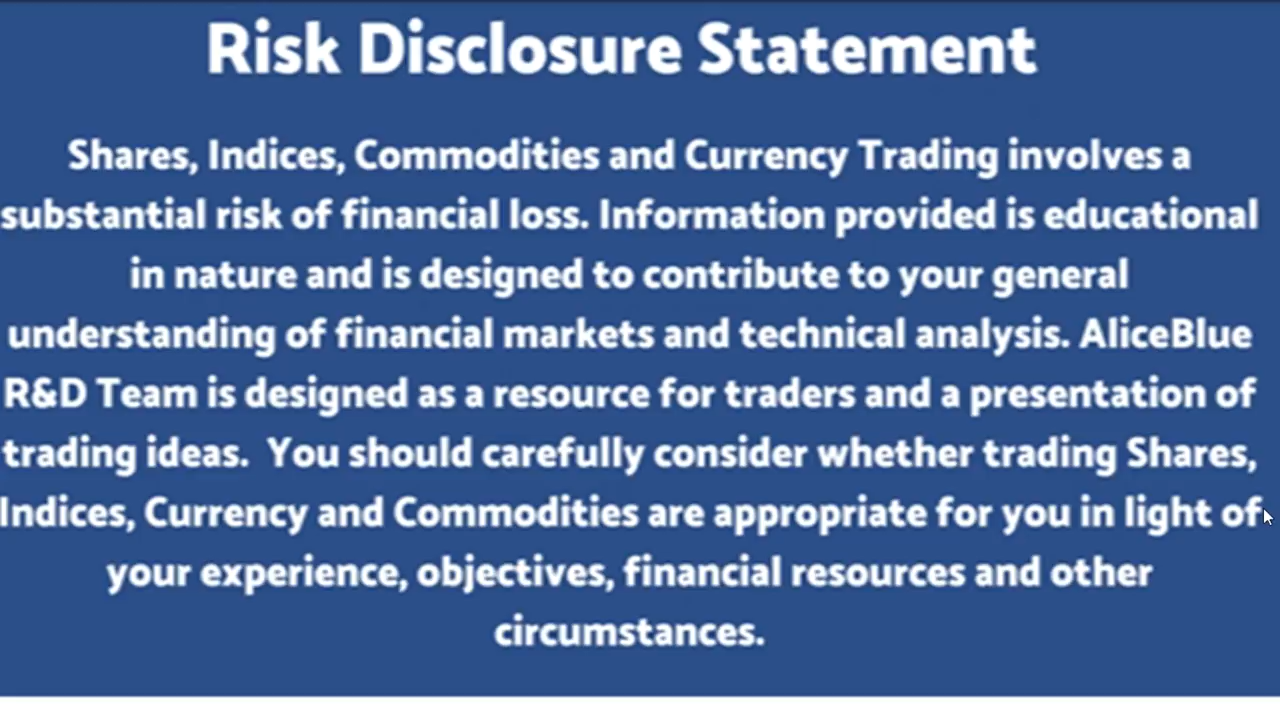 Risk Disclosure Statement
Shares, Indices, Commodities and Currency Trading involves a
substantial risk of financial loss. Information provided is educational
in nature and is designed to contribute to your general
understanding of financial markets and technical analysis. AliceBlue
R&D Team is designed as a resource for traders and a presentation of
trading ideas.  You should carefully consider whether trading Shares,
Indices, Currency and Commodities are appropriate for you in light of
your experience, objectives, financial resources and other
circumstances.